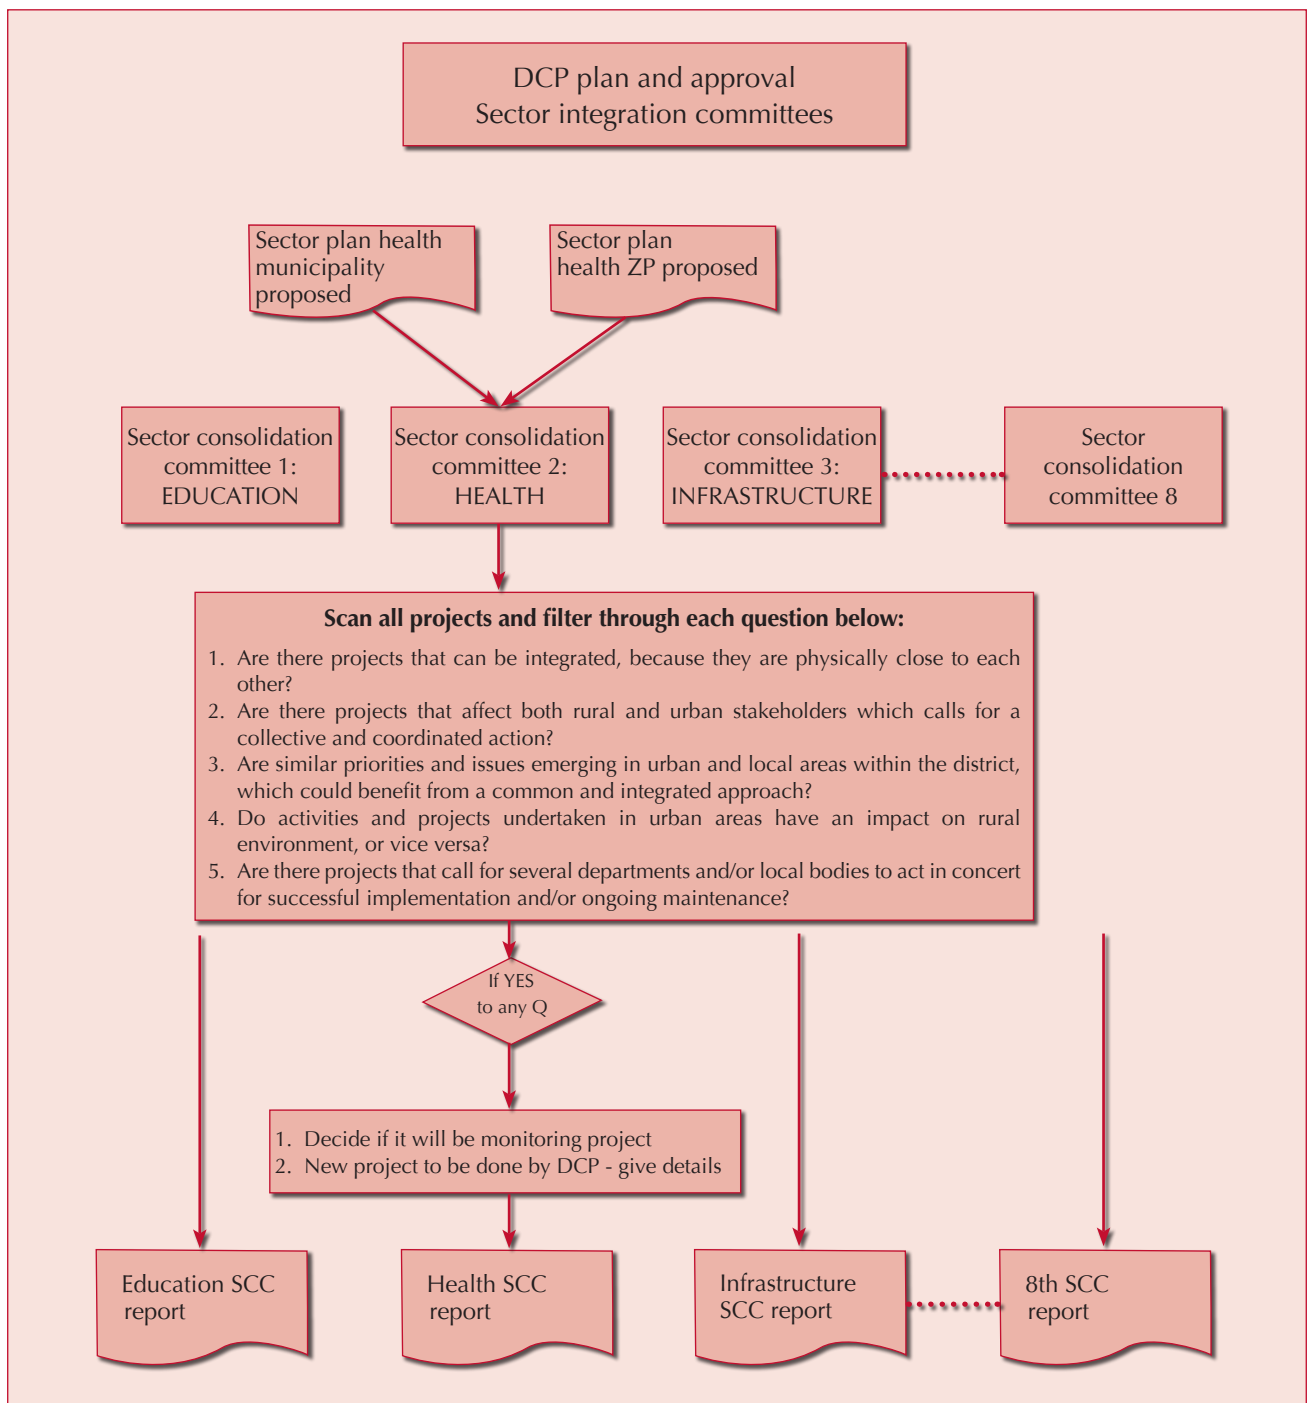 DCP plan and approval
Sector integration committees
Sector plan health
municipality
proposed
Sector plan
health ZP proposed
Sector consolidation
committee 1:
EDUCATION
Sector consolidation
committee 2:
HEALTH
Sector consolidation
committee 3:
INFRASTRUCTURE
Sector
consolidation
committee 8
Scan all projects and filter through each question below:
1. Are there projects that can be integrated, because they are physically close to each
other?
2. Are there projects that affect both rural and urban stakeholders which calls for a
collective and coordinated action?
3. Are similar priorities and issues emerging in urban and local areas within the district,
which could benefit from a common and integrated approach?
4. Do activities and projects undertaken in urban areas have an impact on rural
environment, or vice versa?
5. Are there projects that call for several departments and/or local bodies to act in concert
for successful implementation and/or ongoing maintenance?
If YES
to any Q
1. Decide if it will be monitoring project
2. New project to be done by DCP - give details
Education SCC
report
Health SCC
report
Infrastructure
SCC report
8th SCC
report